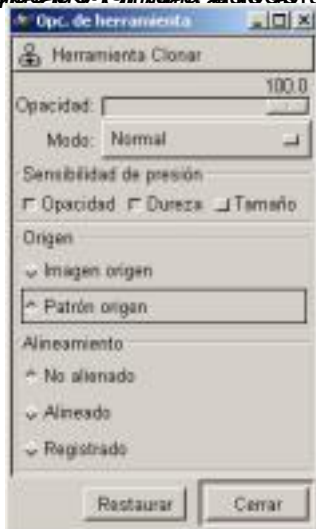 Opc. de herramienta
Herramienta Clonar
100.0
Opacidad:
Modo: Normal
Sensibilidad de presión
Opacidad Dureza Tamaño
Origen
Imagen origen
Patrón origen
Alineamiento
No alienado
Alineado
Registrado
Restaurar Cerrar